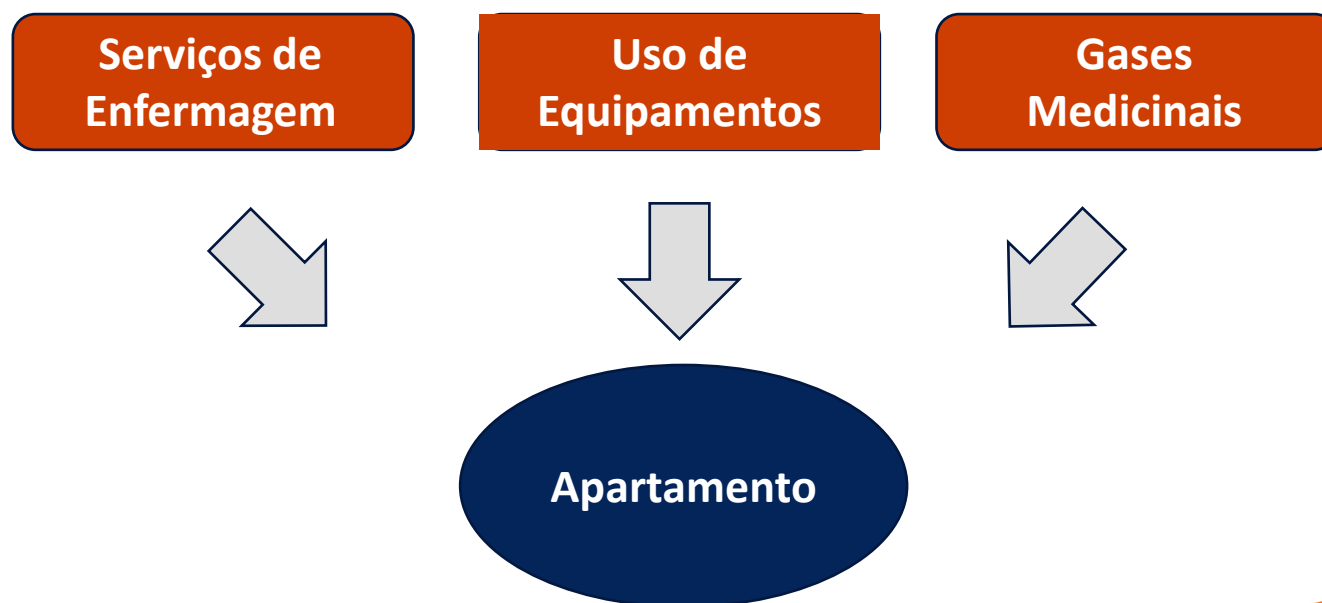 Serviços de
Enfermagem
Uso de
Equipamentos
Gases
Medicinais
Apartamento